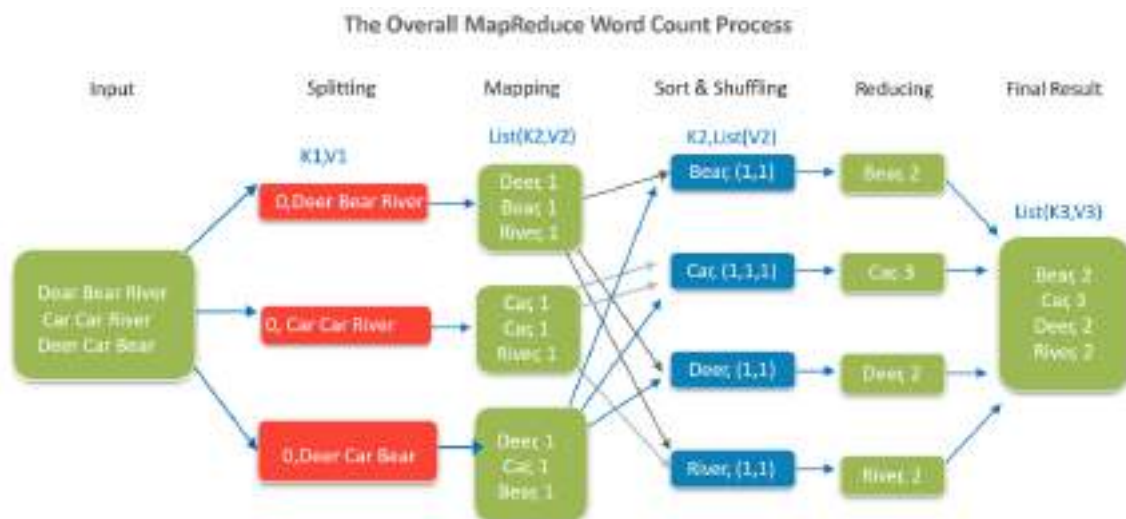 The Overall MapReduce Word Count Process
Input
Splitting
Mapping
Sort & Shuffling
Reducing
Final Result
K1,V1
List(K2,V2)
K2,List(V2)
List(K3,V3)
Dear Bear River
Car Car River
Deer Car Bear
0,Deer Bear River
0, Car Car River
0,Deer Car Bear
Deer, 1
Bear, 1
River, 1
Car, 1
Car, 1
River, 1
Deer, 1
Car, 1
Bear, 1
Bear, (1,1)
Car, (1,1,1)
Deer, (1,1)
River, (1,1)
Bear, 2
Car, 3
Deer, 2
River, 2
Bear, 2
Car, 3
Deer, 2
River, 2